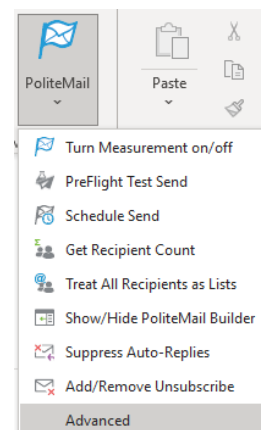 PoliteMail
Paste
Turn Measurement on/off
PreFlight Test Send
Schedule Send
Get Recipient Count
Treat All Recipients as Lists
Show/Hide PoliteMail Builder
Suppress Auto-Replies
Add/Remove Unsubscribe
Advanced